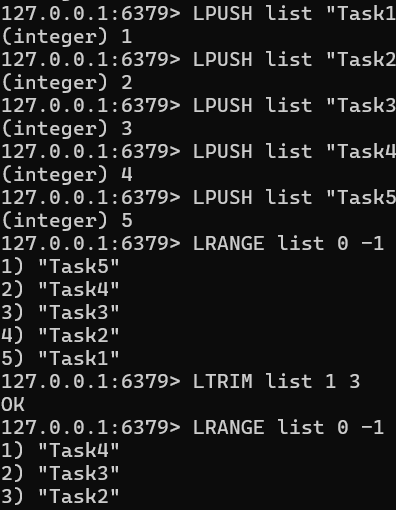 127.0.0.1:6379> LPUSH list "Task1
(integer) 1
127.0.0.1:6379> LPUSH list "Task2
(integer) 2
127.0.0.1:6379> LPUSH list "Task3
(integer) 3
127.0.0.1:6379> LPUSH list "Task4
(integer) 4
127.0.0.1:6379> LPUSH list "Task5
(integer) 5
127.0.0.1:6379> LRANGE list 0 -1
1) "Task5"
2) "Task4"
3) "Task3"
4) "Task2"
5) "Task1"
127.0.0.1:6379> LTRIM list 1 3
OK
127.0.0.1:6379> LRANGE list 0 -1
1) "Task4"
2) "Task3"
3) "Task2"